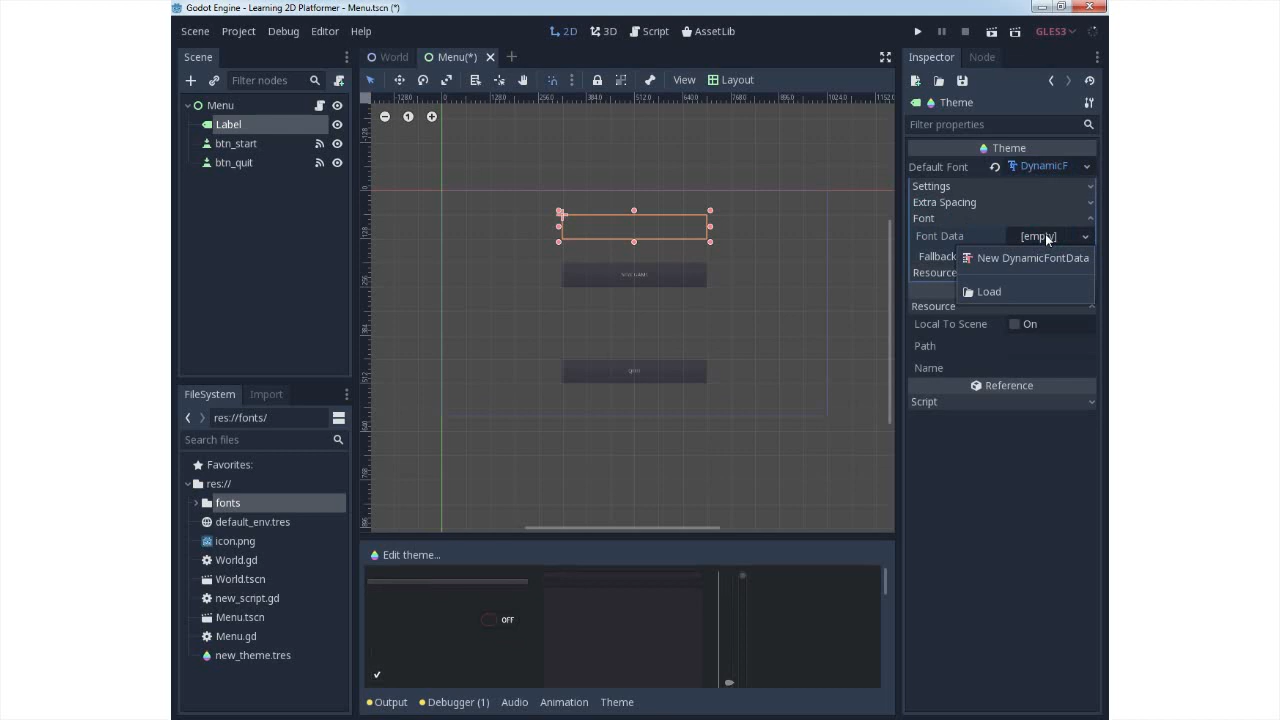 Godot Engine - Learning 2D Platformer - Menu.tscn (*)
Scene Project Debug Editor Help
2D 3D Script AssetLib
GLES3
Scene
World Menu(*)
Inspector Node
Filter nodes
View Layout
Theme
Filter properties
Menu
Label
btn_start
btn_quit
Theme
Default Font DynamicF
Settings
Extra Spacing
Font
Font Data [empty]
Fallback
New DynamicFontData
Resource
Load
Resource
Local To Scene On
Path
Name
Reference
Script
FileSystem Import
res://fonts/
Search files
Favorites:
res://
fonts
default_env.tres
icon.png
World.gd
World.tscn
new_script.gd
Menu.tscn
Menu.gd
new_theme.tres
Edit theme...
OFF
Output Debugger (1) Audio Animation Theme